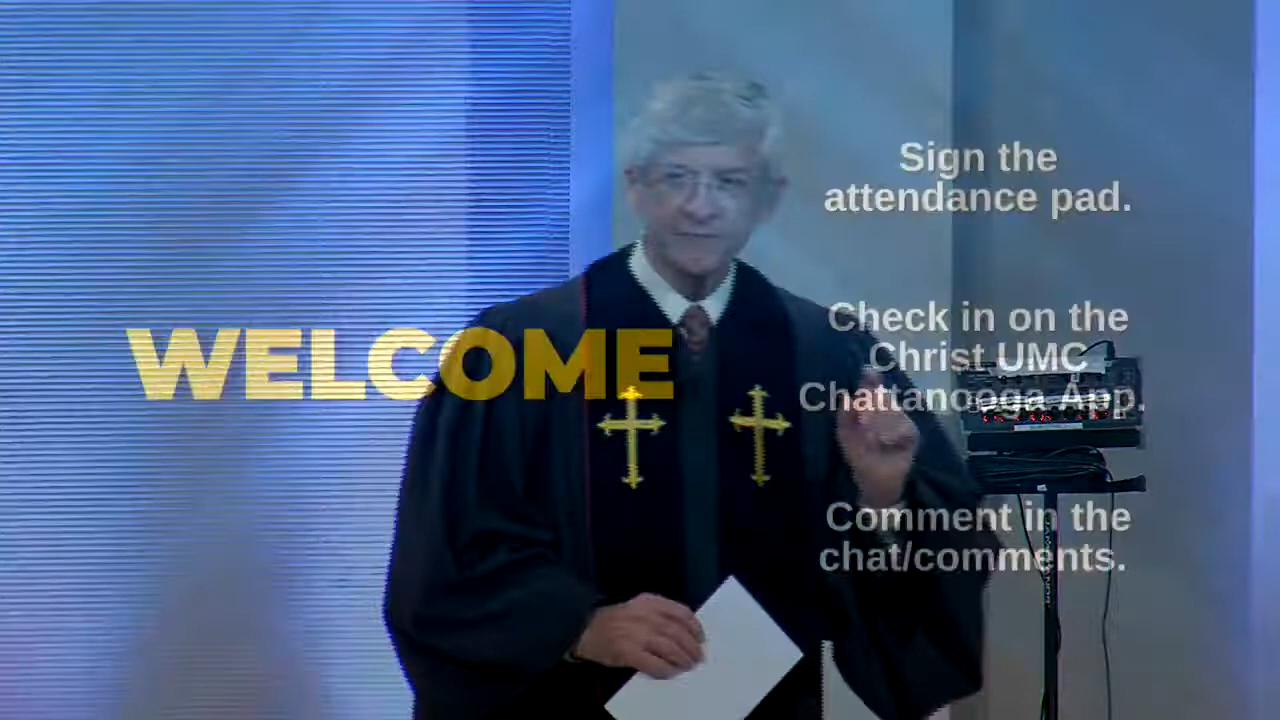 WELCOME
Sign the
attendance pad.
Check in on the
Christ UMC
Chattanooga App.
Comment in the
chat/comments.